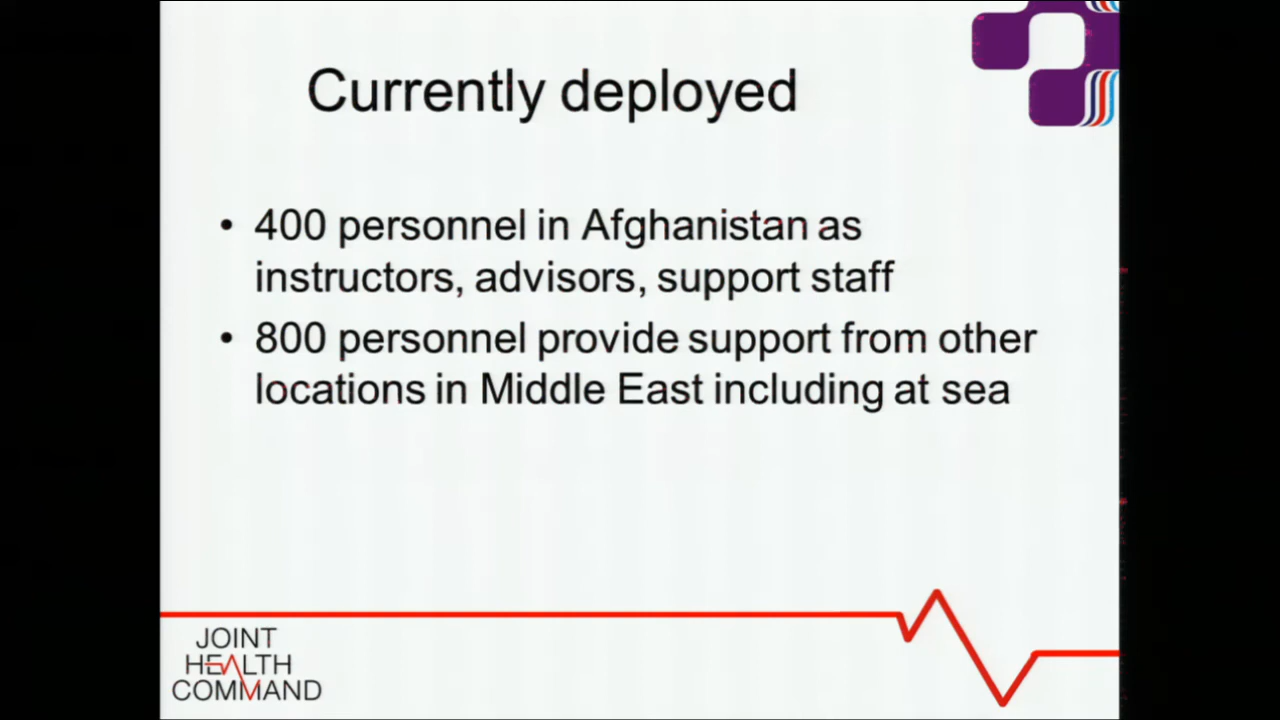 Currently deployed
• 400 personnel in Afghanistan as
instructors, advisors, support staff
• 800 personnel provide support from other
locations in Middle East including at sea
JOINT
HEALTH
COMMAND